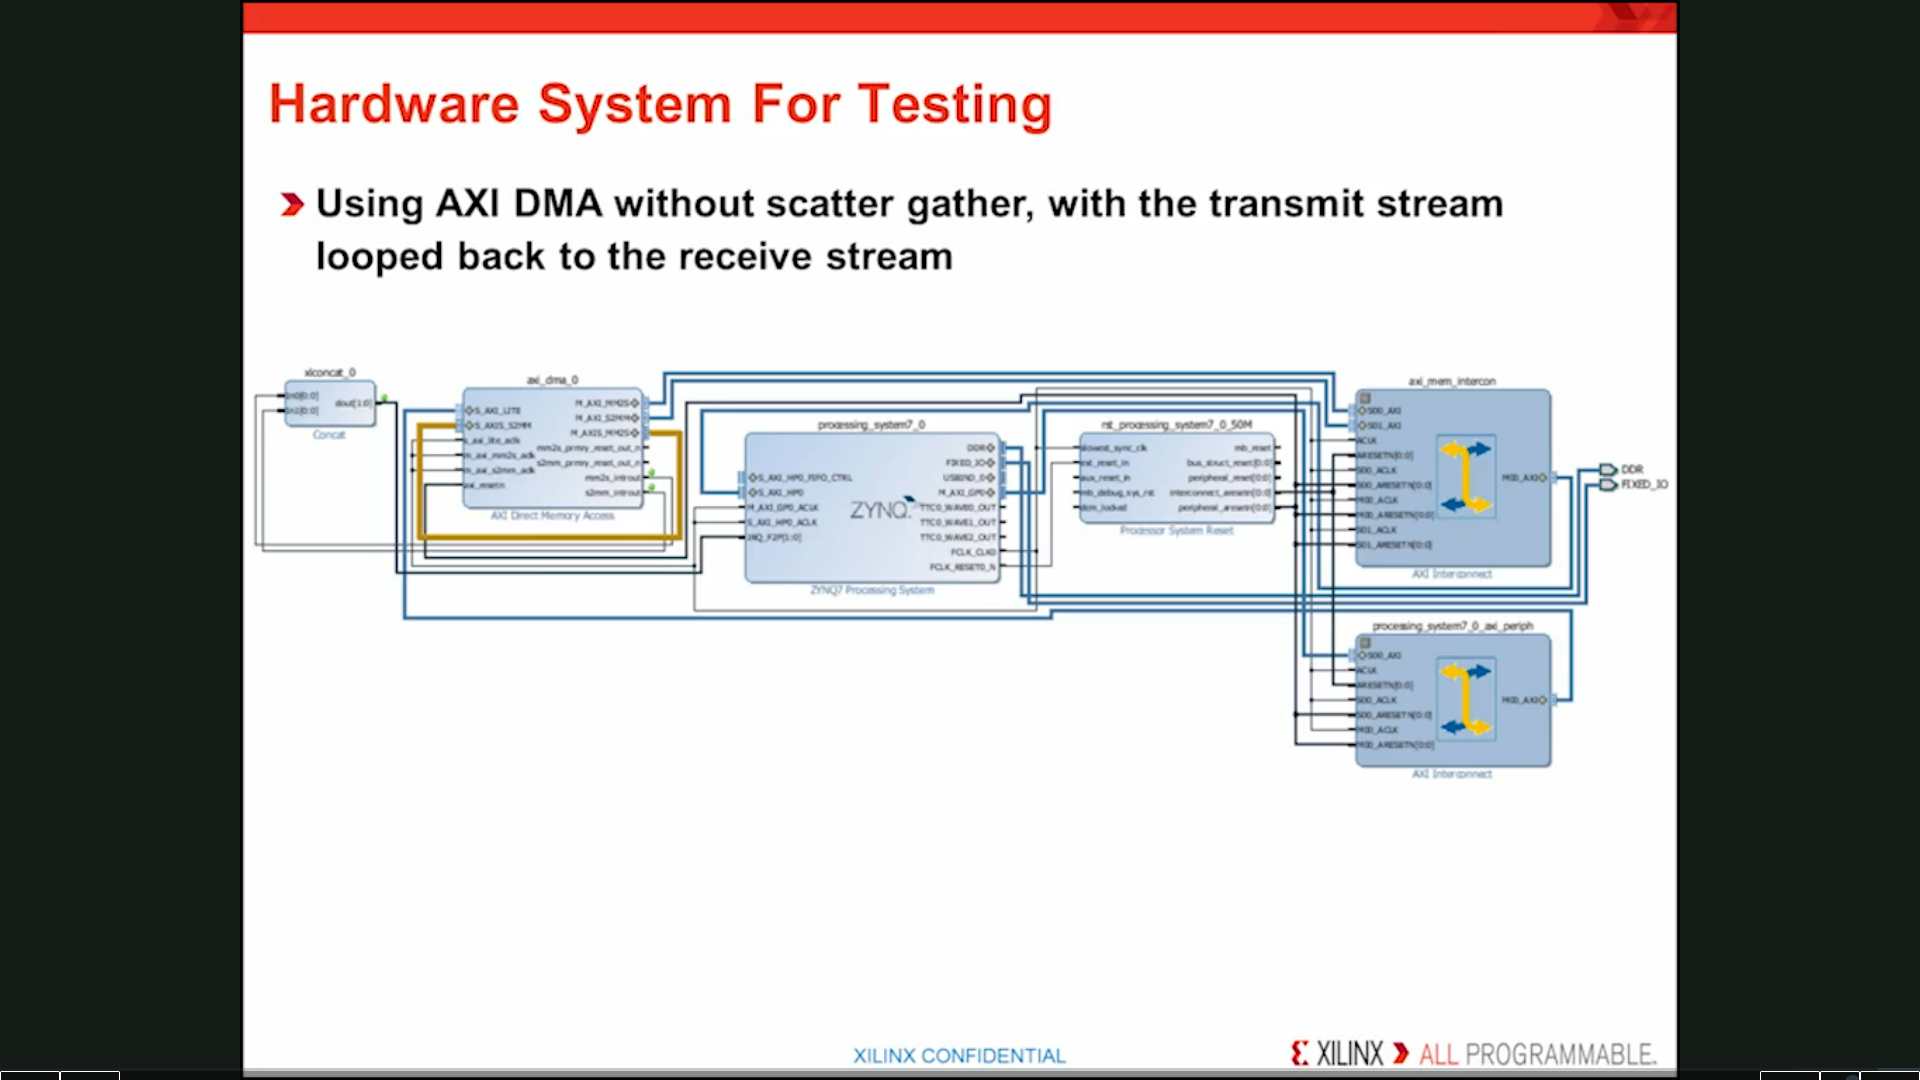 Hardware System For Testing
Using AXI DMA without scatter gather, with the transmit stream
looped back to the receive stream
xlconcat_0
In0[0:0]
In1[0:0]
dout[1:0]
Concat
axi_dma_0
S_AXI_LITE
S_AXIS_S2MM
s_axi_lite_aclk
m_axi_mm2s_aclk
m_axi_s2mm_aclk
axi_resetn
M_AXI_MM2S
M_AXI_S2MM
M_AXIS_MM2S
mm2s_prmry_reset_out_n
s2mm_prmry_reset_out_n
mm2s_introut
s2mm_introut
AXI Direct Memory Access
processing_system7_0
S_AXI_HP0_FIFO_CTRL
S_AXI_HP0
M_AXI_GP0_ACLK
S_AXI_HP0_ACLK
IRQ_F2P[1:0]
ZYNQ
DDR
FIXED_IO
USBIND_0
M_AXI_GP0
TTC0_WAVE0_OUT
TTC0_WAVE1_OUT
TTC0_WAVE2_OUT
FCLK_CLK0
FCLK_RESET0_N
ZYNQ7 Processing System
rst_processing_system7_0_50M
slowest_sync_clk
ext_reset_in
aux_reset_in
mb_debug_sys_rst
dcm_locked
mb_reset
bus_struct_reset[0:0]
peripheral_reset[0:0]
interconnect_aresetn[0:0]
peripheral_aresetn[0:0]
Processor System Reset
axi_mem_intercon
S00_AXI
S01_AXI
ACLK
ARESETN[0:0]
S00_ACLK
S00_ARESETN[0:0]
M00_ACLK
M00_ARESETN[0:0]
S01_ACLK
S01_ARESETN[0:0]
M00_AXI
AXI Interconnect
DDR
FIXED_IO
processing_system7_0_axi_periph
S00_AXI
ACLK
ARESETN[0:0]
S00_ACLK
S00_ARESETN[0:0]
M00_ACLK
M00_ARESETN[0:0]
M00_AXI
AXI Interconnect
XILINX CONFIDENTIAL
XILINX ALL PROGRAMMABLE.